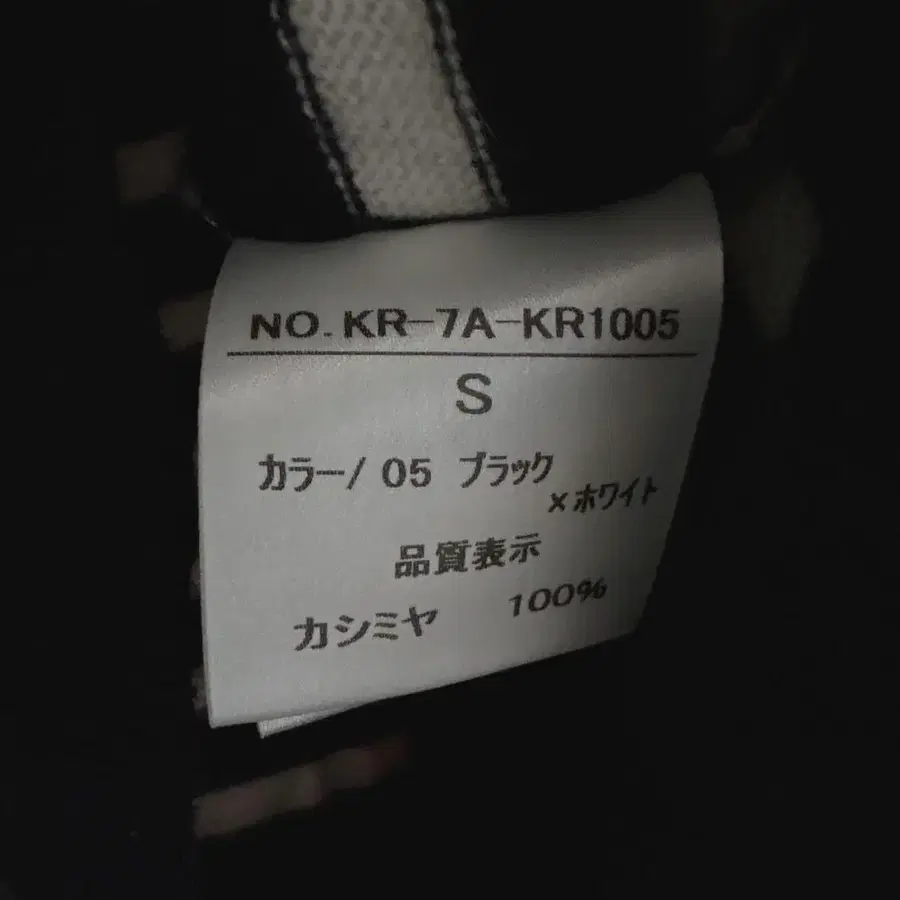 NO.KR-7A-KR1005
S
カラー/ 05 ブラック
×ホワイト
品質表示
カシミヤ 100%